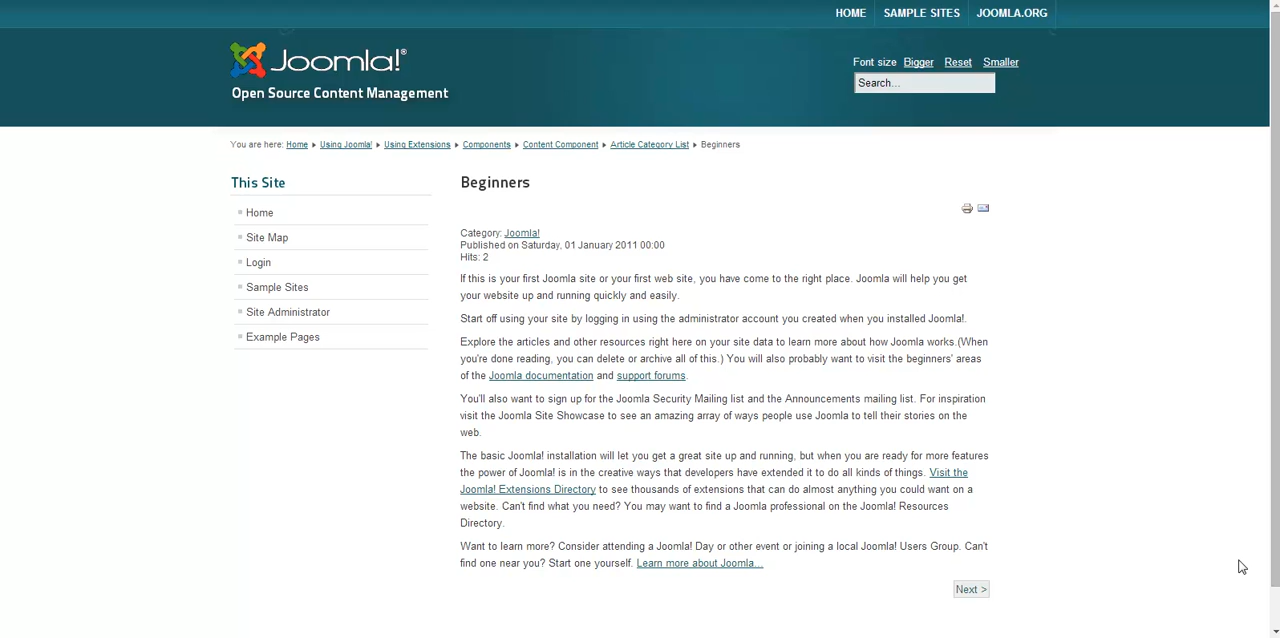 HOME SAMPLE SITES JOOMLA.ORG
Joomla!®
Open Source Content Management
Font size Bigger Reset Smaller
Search...
You are here: Home Using Joomla! Using Extensions Components Content Component Article Category List Beginners
This Site
Home
Site Map
Login
Sample Sites
Site Administrator
Example Pages
Beginners
Category: Joomla!
Published on Saturday, 01 January 2011 00:00
Hits: 2
If this is your first Joomla site or your first web site, you have come to the right place. Joomla will help you get
your website up and running quickly and easily.
Start off using your site by logging in using the administrator account you created when you installed Joomla!.
Explore the articles and other resources right here on your site data to learn more about how Joomla works.(When
you're done reading, you can delete or archive all of this.) You will also probably want to visit the beginners' areas
of the Joomla documentation and support forums.
You'll also want to sign up for the Joomla Security Mailing list and the Announcements mailing list. For inspiration
visit the Joomla Site Showcase to see an amazing array of ways people use Joomla to tell their stories on the
web.
The basic Joomla! installation will let you get a great site up and running, but when you are ready for more features
the power of Joomla! is in the creative ways that developers have extended it to do all kinds of things. Visit the
Joomla! Extensions Directory to see thousands of extensions that can do almost anything you could want on a
website. Can't find what you need? You may want to find a Joomla professional on the Joomla! Resources
Directory.
Want to learn more? Consider attending a Joomla! Day or other event or joining a local Joomla! Users Group. Can't
find one near you? Start one yourself. Learn more about Joomla...
Next >